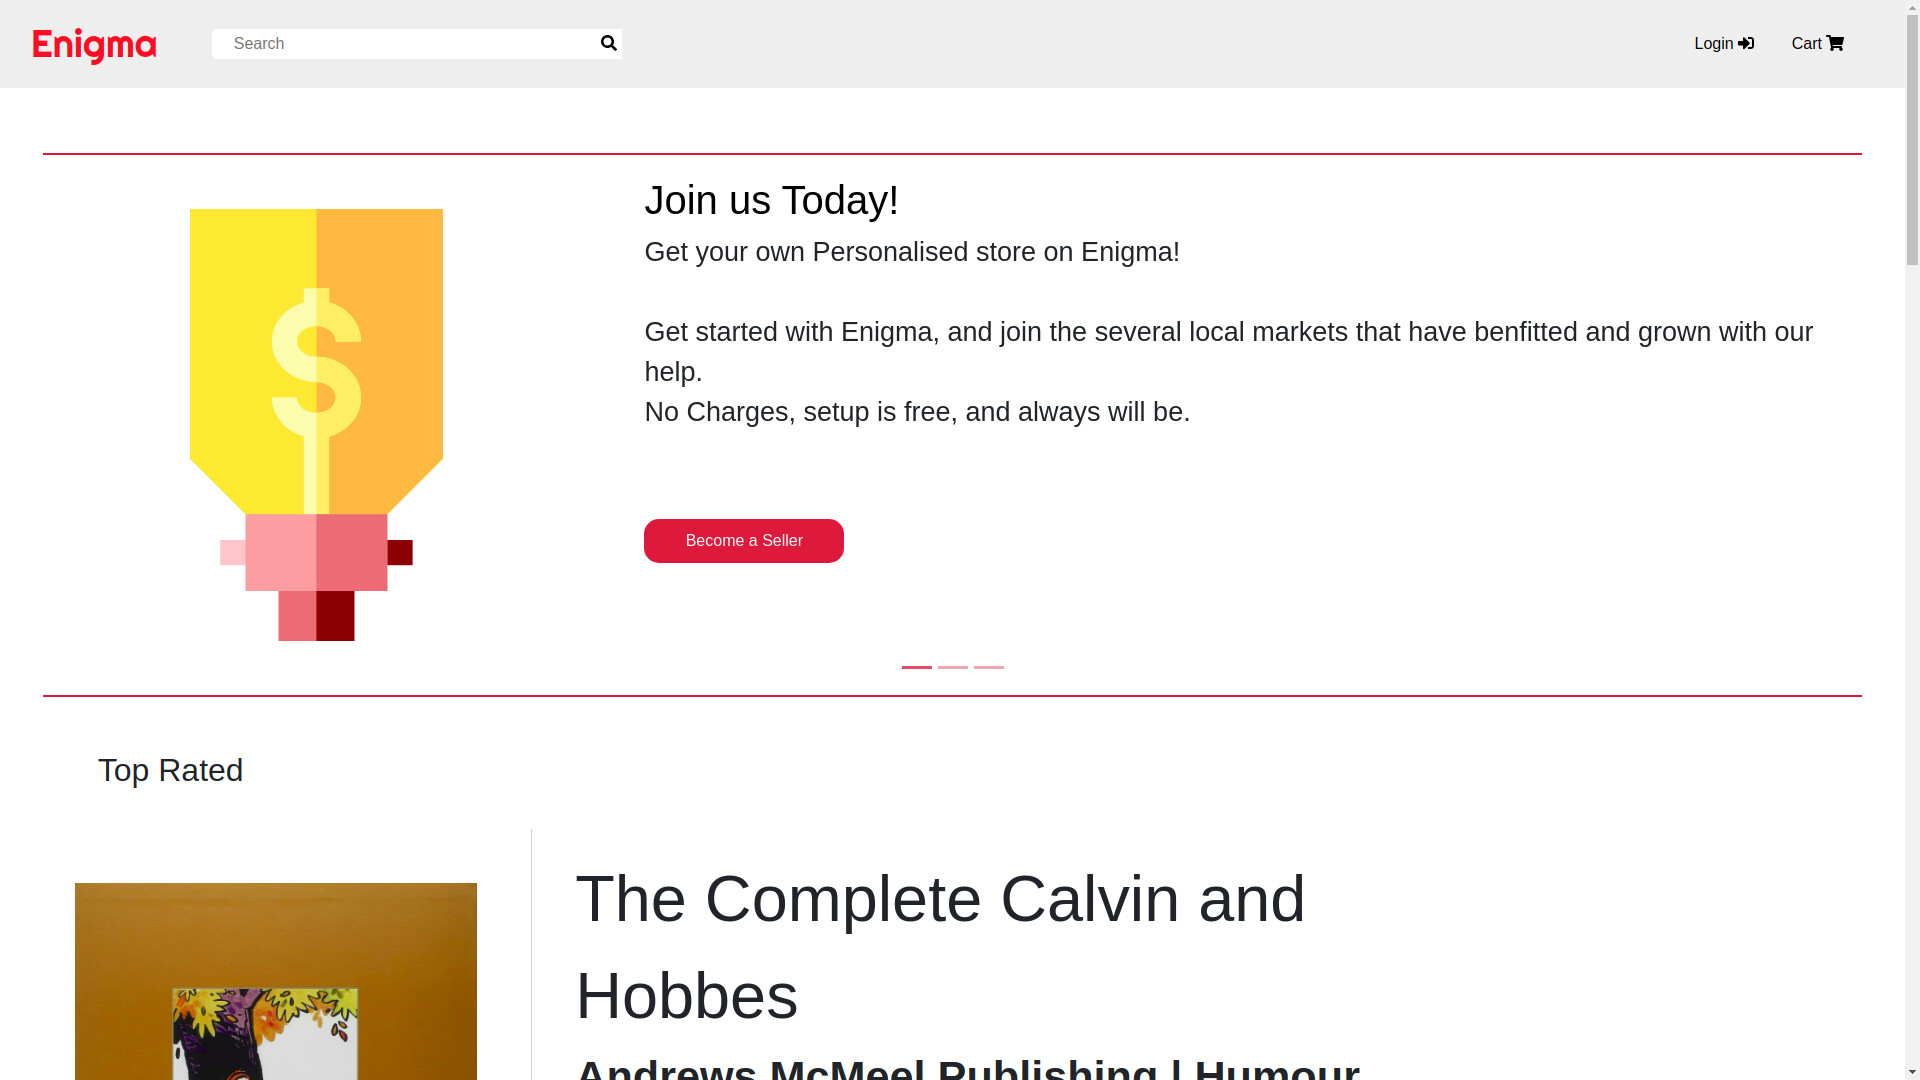 Enigma
Search
Login
Cart
Join us Today!
Get your own Personalised store on Enigma!
Get started with Enigma, and join the several local markets that have benfitted and grown with our
help.
No Charges, setup is free, and always will be.
Become a Seller
Top Rated
The Complete Calvin and
Hobbes
Andrews McMeel Publishing | Humour